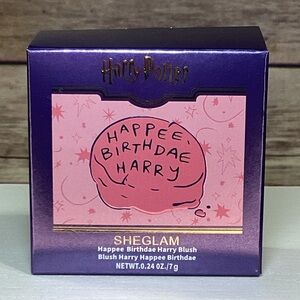 Harry Potter
HAPPEE
BIRTHDAE
HARRY
SHEGLAM
Happee Birthdae Harry Blush
Blush Harry Happee Birthdae
NETWT.0.24 OZ./7g